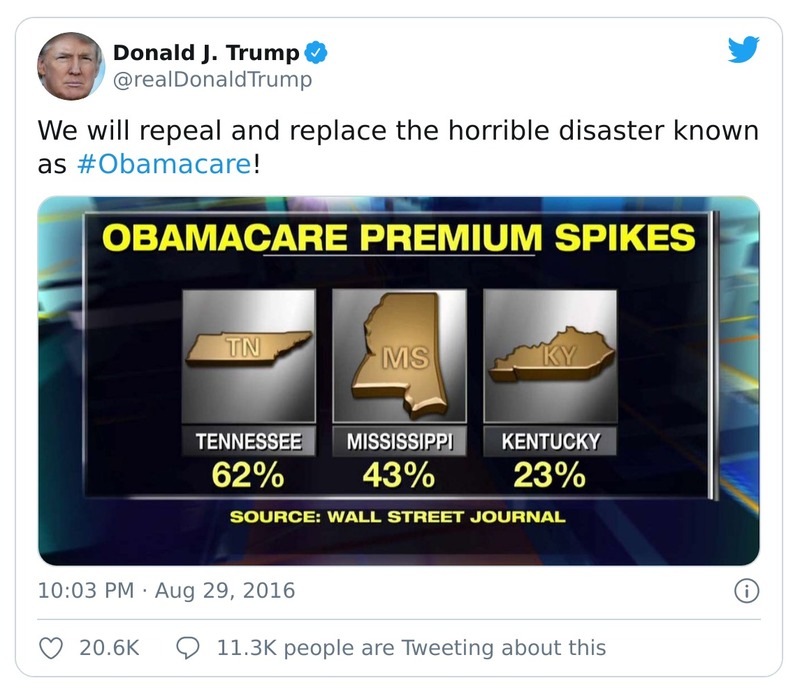 Donald J. Trump
@realDonaldTrump
We will repeal and replace the horrible disaster known
as #Obamacare!
OBAMACARE PREMIUM SPIKES
TN
MS
KY
TENNESSEE
MISSISSIPPI
KENTUCKY
62%
43%
23%
SOURCE: WALL STREET JOURNAL
10:03 PM · Aug 29, 2016
20.6K
11.3K people are Tweeting about this